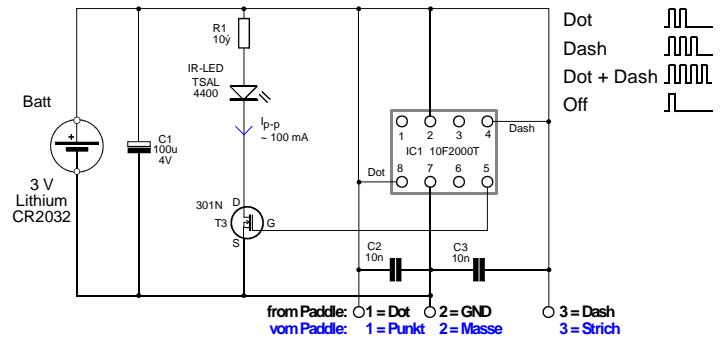 R1
10ý
IR-LED
TSAL
4400
Ip-p
~ 100 mA
Batt
+
3 V
Lithium
CR2032
C1
100u
4V
301N
T3
D
G
S
1 2 3 4
IC1 10F2000T
8 7 6 5
Dash
Dot
C2
10n
C3
10n
from Paddle: 1 = Dot 2 = GND 3 = Dash
vom Paddle: 1 = Punkt 2 = Masse 3 = Strich
Dot
Dash
Dot + Dash
Off